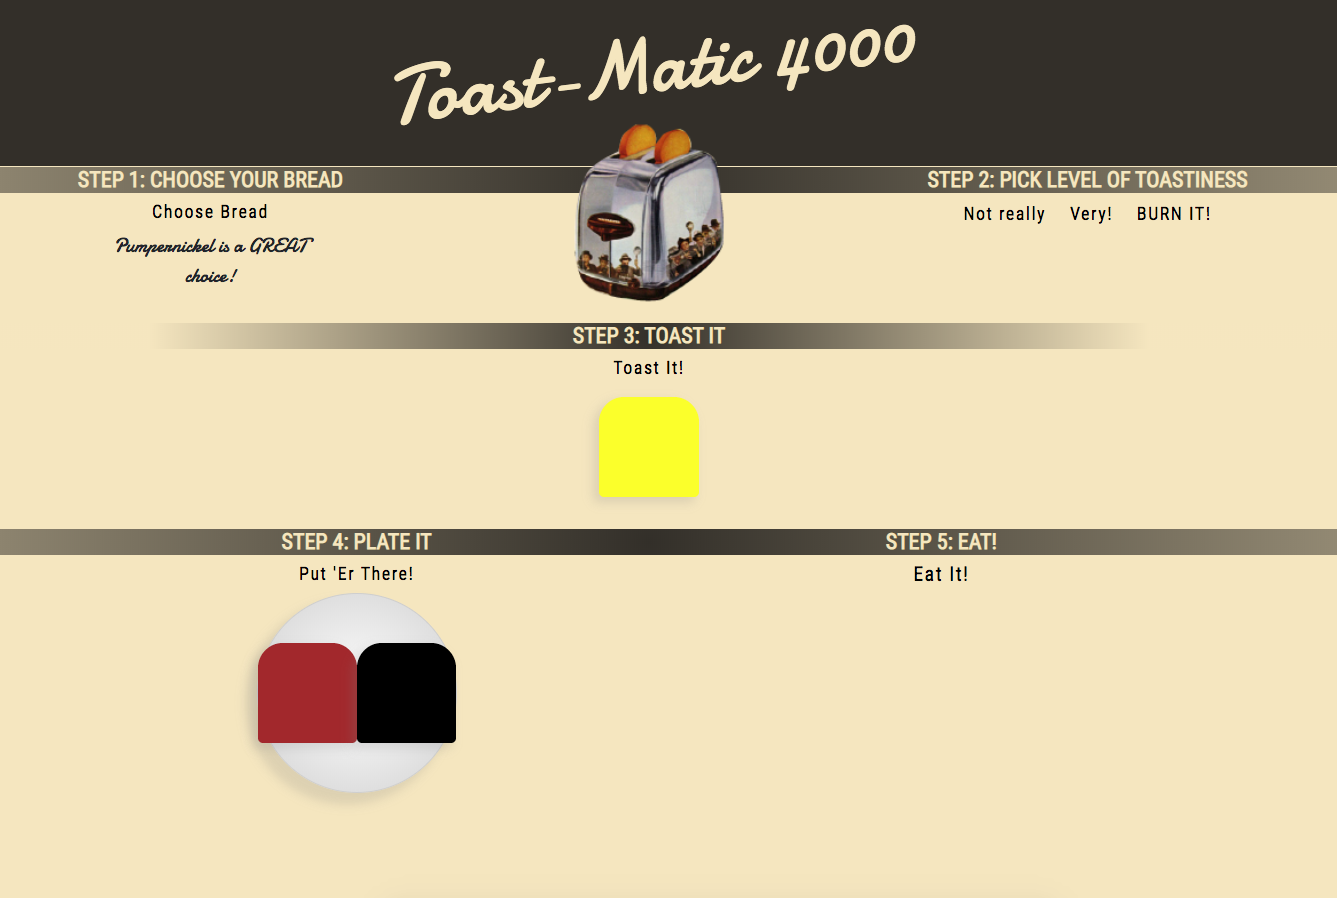 Toast-Matic 4000
STEP 1: CHOOSE YOUR BREAD
Choose Bread
Pumpernickel is a GREAT
choice!
STEP 2: PICK LEVEL OF TOASTINESS
Not really Very! BURN IT!
STEP 3: TOAST IT
Toast It!
STEP 4: PLATE IT
Put 'Er There!
STEP 5: EAT!
Eat It!